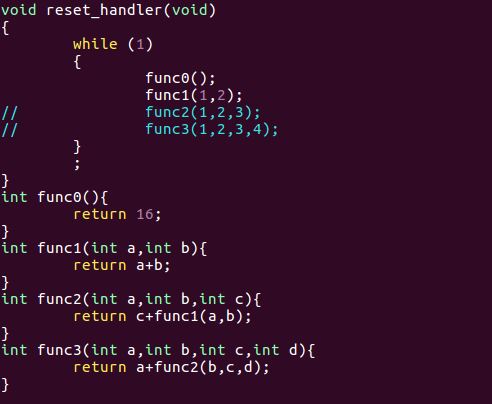 void reset_handler(void)
{
        while (1)
        {
                func0();
                func1(1,2);
//              func2(1,2,3);
//              func3(1,2,3,4);
        }
        ;
}
int func0(){
        return 16;
}
int func1(int a,int b){
        return a+b;
}
int func2(int a,int b,int c){
        return c+func1(a,b);
}
int func3(int a,int b,int c,int d){
        return a+func2(b,c,d);
}